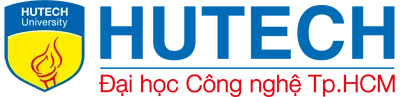 HUTECH
University
HUTECH
Đại học Công nghệ Tp.HCM